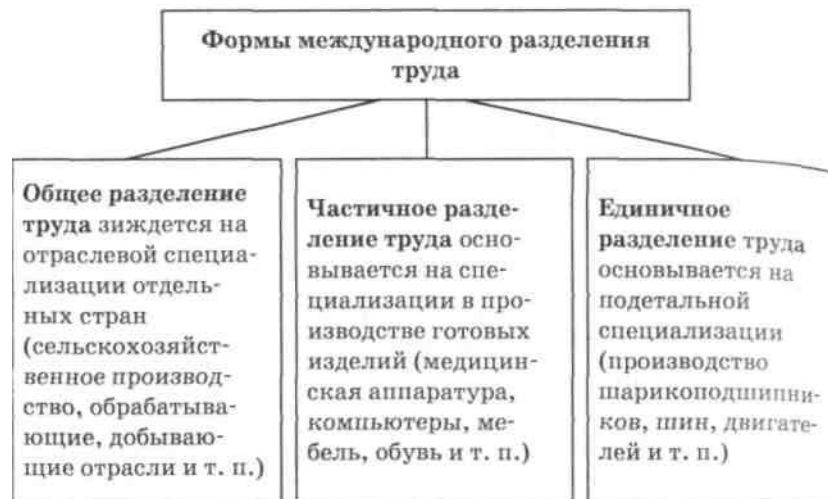 Формы международного разделения
труда
Общее разделение
труда зиждется на
отраслевой специа-
лизации отдель-
ных стран
(сельскохозяйст-
венное производ-
ство, обрабатыва-
ющие, добываю-
щие отрасли и т. п.)
Частичное разде-
ление труда осно-
вывается на спе-
циализации в про-
изводстве готовых
изделий (медицин-
ская аппаратура,
компьютеры, ме-
бель, обувь и т. п.)
Единичное
разделение труда
основывается на
подетальной
специализации
(производство
шарикоподшипни-
ков, шин, двигате-
лей и т. п.)